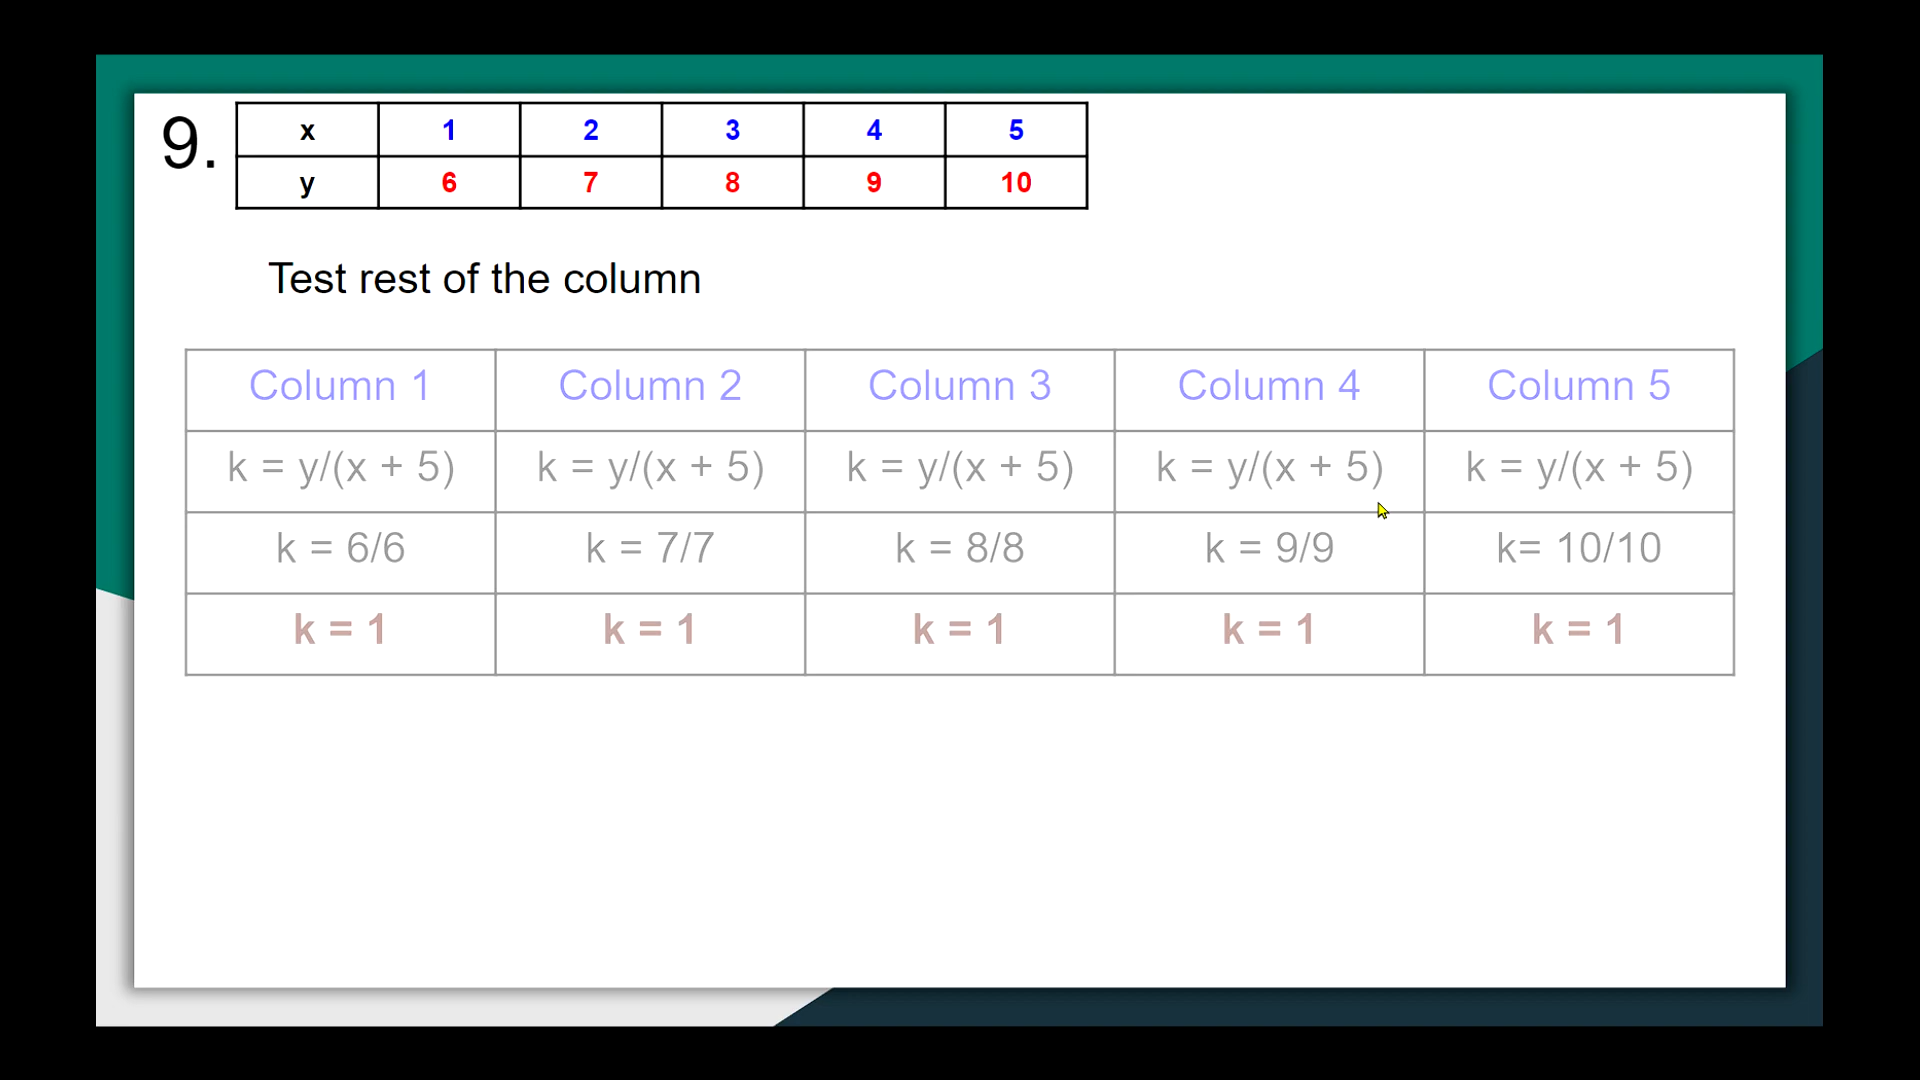 9.
x 1 2 3 4 5
y 6 7 8 9 10
Test rest of the column
Column 1 Column 2 Column 3 Column 4 Column 5
k = y/(x + 5) k = y/(x + 5) k = y/(x + 5) k = y/(x + 5) k = y/(x + 5)
k = 6/6 k = 7/7 k = 8/8 k = 9/9 k= 10/10
k = 1 k = 1 k = 1 k = 1 k = 1